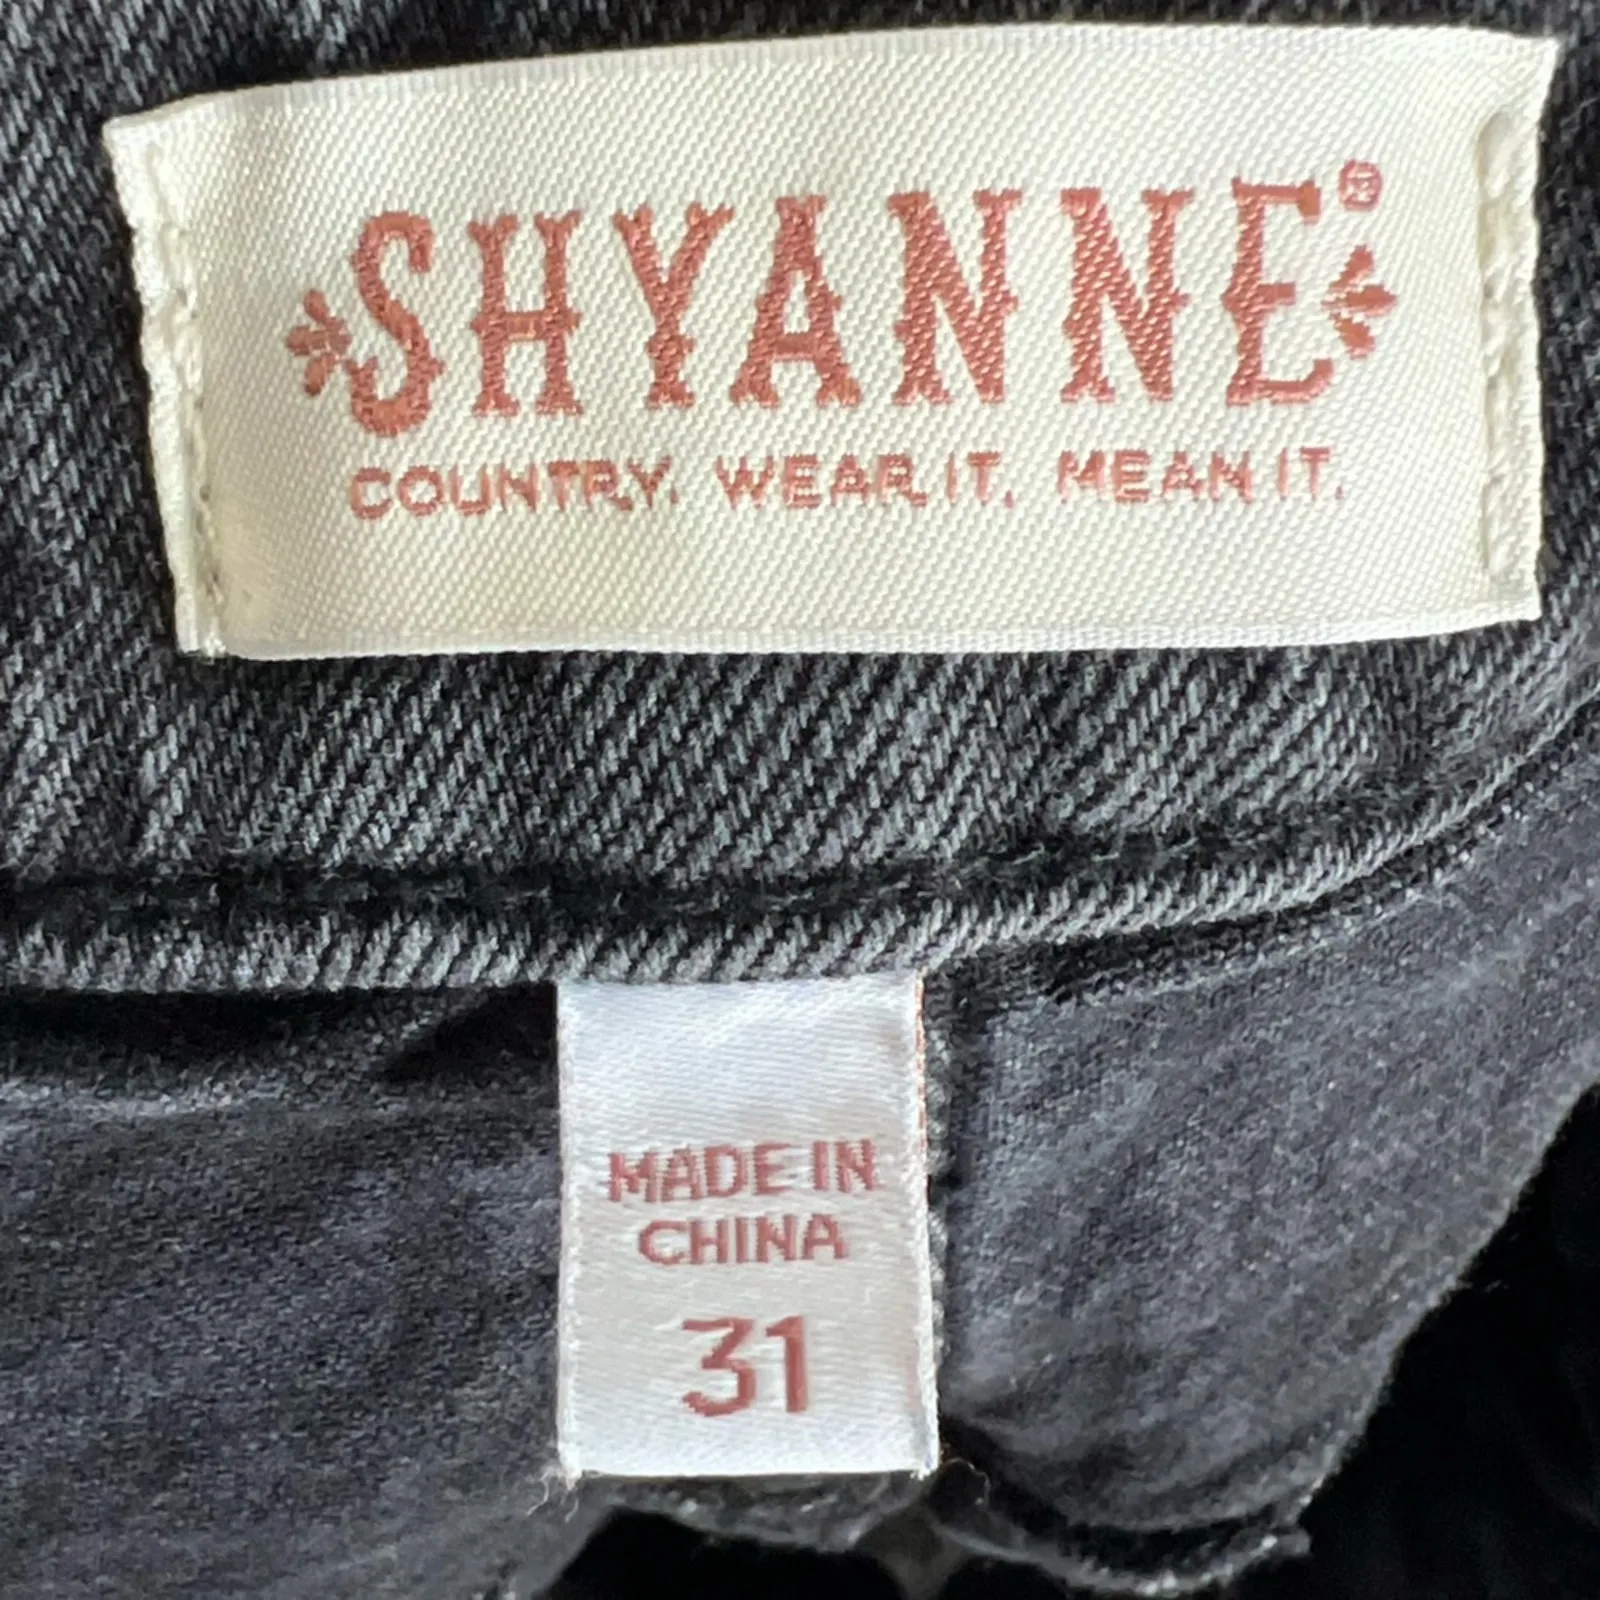 SHYANNE®
COUNTRY. WEAR IT. MEAN IT.
MADE IN
CHINA
31